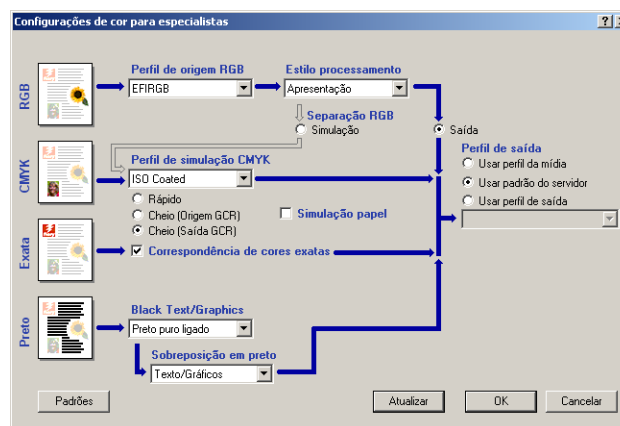 Configurações de cor para especialistas
RGB
Perfil de origem RGB
EFIRGB
Estilo processamento
Apresentação
Separação RGB
Simulação
Saída
Perfil de saída
Usar perfil da mídia
Usar padrão do servidor
Usar perfil de saída
CMYK
Perfil de simulação CMYK
ISO Coated
Rápido
Cheio (Origem GCR)
Cheio (Saída GCR)
Simulação papel
Exata
Correspondência de cores exatas
Preto
Black Text/Graphics
Preto puro ligado
Sobreposição em preto
Texto/Gráficos
Padrões
Atualizar
OK
Cancelar